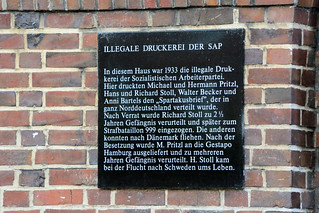 ILLEGALE DRUCKEREI DER SAP
In diesem Haus war 1933 die illegale Druk-
kerei der Sozialistischen Arbeiterpartei.
Hier druckten Michael und Hermann Pritzl,
Hans und Richard Stoll, Walter Becker und
Anni Bartels den „Spartakusbrief", der in
ganz Norddeutschland verteilt wurde.
Nach Verrat wurde Richard Stoll zu 2 ½
Jahren Gefängnis verurteilt und später zum
Strafbataillon 999 eingezogen. Die anderen
konnten nach Dänemark fliehen. Nach der
Besetzung wurde M. Pritzl an die Gestapo
Hamburg ausgeliefert und zu mehreren
Jahren Gefängnis verurteilt. H. Stoll kam
bei der Flucht nach Schweden ums Leben.